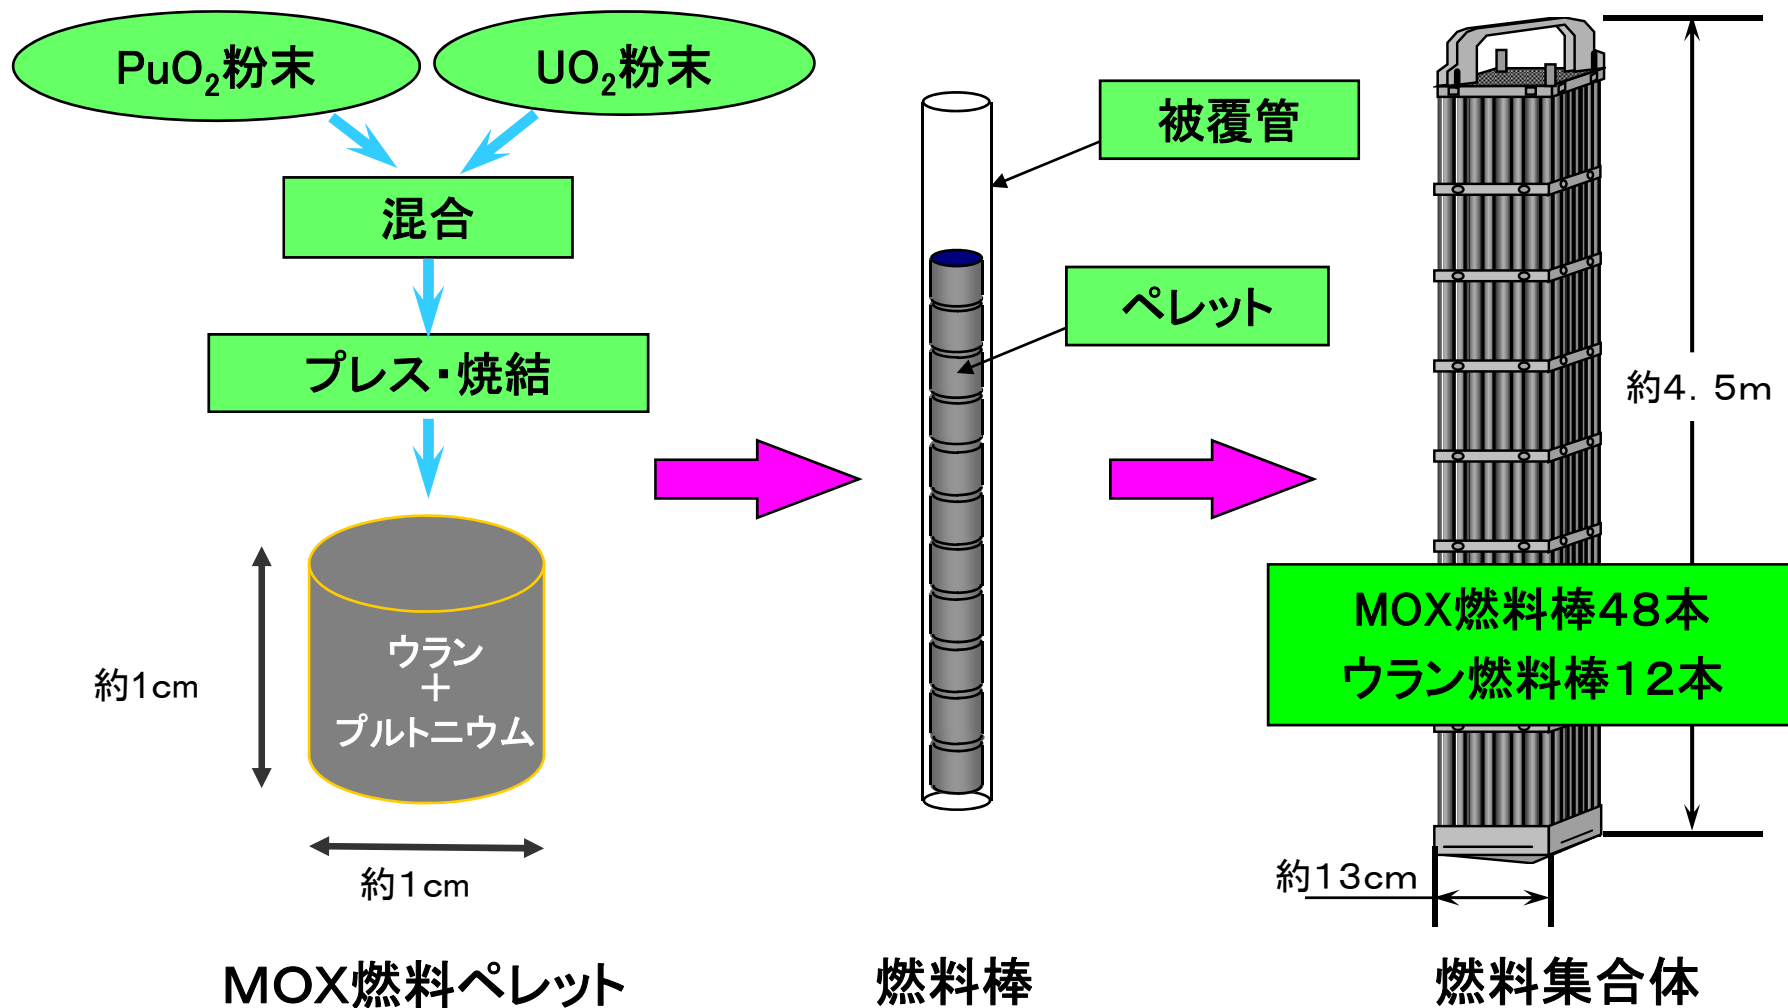 PuO₂粉末
UO₂粉末
混合
プレス・焼結
ウラン
＋
プルトニウム
約1cm
約1cm
MOX燃料ペレット
被覆管
ペレット
燃料棒
約4．5m
MOX燃料棒48本
ウラン燃料棒12本
約13cm
燃料集合体